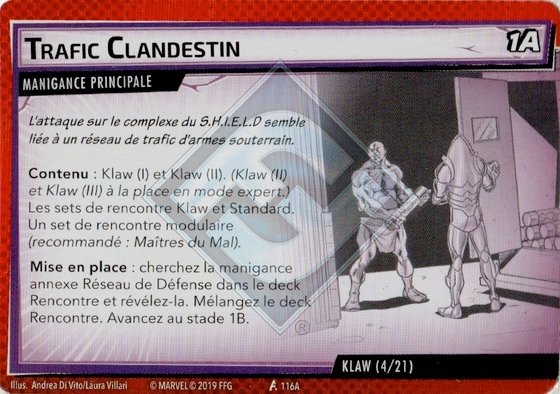 TRAFIC CLANDESTIN
1A
MANIGANCE PRINCIPALE
L'attaque sur le complexe du S.H.I.E.L.D semble
liée à un réseau de trafic d'armes souterrain.
Contenu : Klaw (I) et Klaw (II). (Klaw (II)
et Klaw (III) à la place en mode expert.)
Les sets de rencontre Klaw et Standard.
Un set de rencontre modulaire
(recommandé : Maîtres du Mal).
Mise en place : cherchez la manigance
annexe Réseau de Défense dans le deck
Rencontre et révélez-la. Mélangez le deck
Rencontre. Avancez au stade 1B.
KLAW (4/21)
Illus. Andrea Di Vito/Laura Villari © MARVEL © 2019 FFG 116A